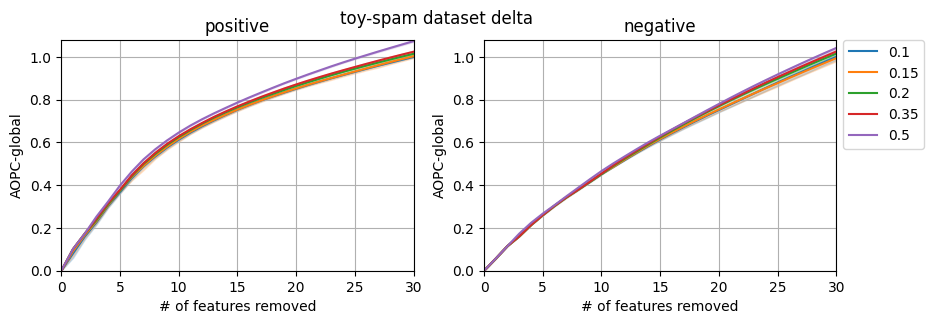 toy-spam dataset delta
positive
AOPC-global
1.0
0.8
0.6
0.4
0.2
0.0
0 5 10 15 20 25 30
# of features removed
negative
AOPC-global
1.0
0.8
0.6
0.4
0.2
0.0
0 5 10 15 20 25 30
# of features removed
0.1
0.15
0.2
0.35
0.5